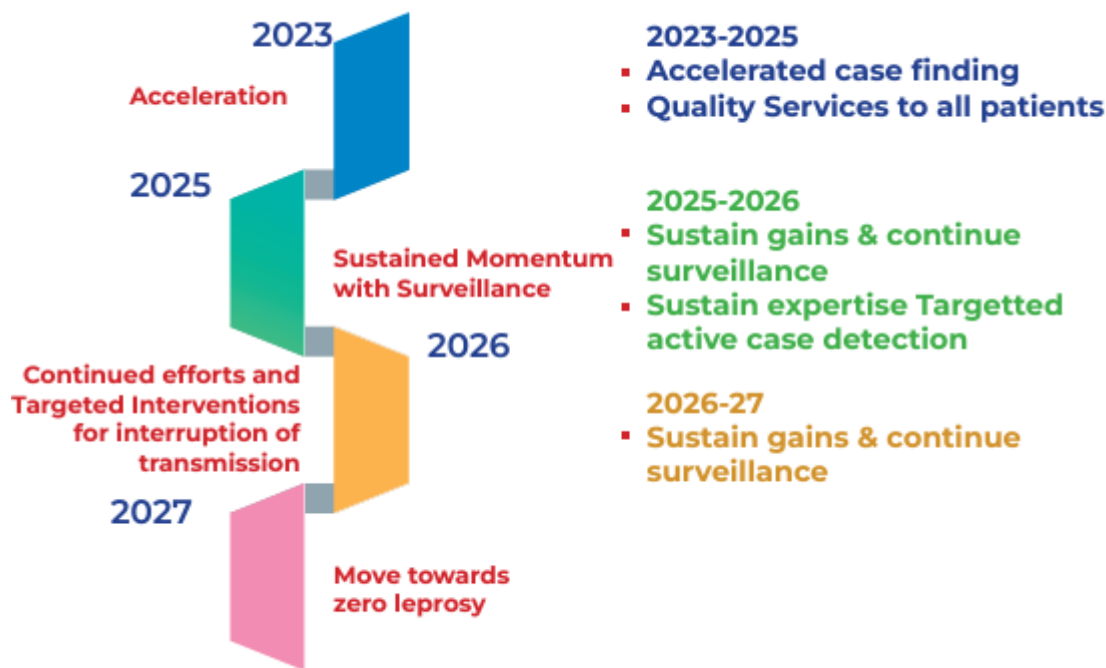 2023
Acceleration
2025
Sustained Momentum
with Surveillance
2026
Continued efforts and
Targeted Interventions
for interruption of
transmission
2027
Move towards
zero leprosy
2023-2025
Accelerated case finding
Quality Services to all patients
2025-2026
Sustain gains & continue
surveillance
Sustain expertise Targetted
active case detection
2026-27
Sustain gains & continue
surveillance